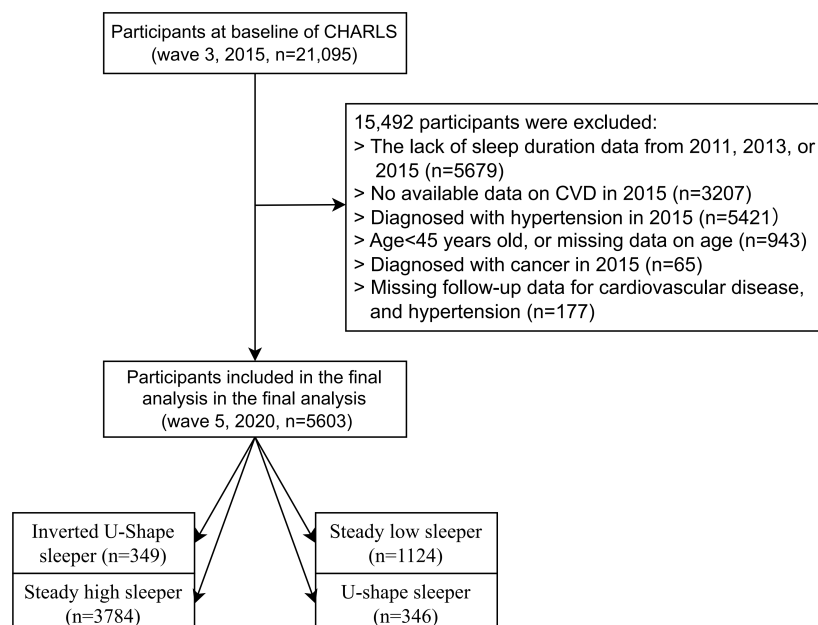 Participants at baseline of CHARLS
(wave 3, 2015, n=21,095)
15,492 participants were excluded:
> The lack of sleep duration data from 2011, 2013, or
2015 (n=5679)
> No available data on CVD in 2015 (n=3207)
> Diagnosed with hypertension in 2015 (n=5421）
> Age<45 years old, or missing data on age (n=943)
> Diagnosed with cancer in 2015 (n=65)
> Missing follow-up data for cardiovascular disease,
and hypertension (n=177)
Participants included in the final
analysis in the final analysis
(wave 5, 2020, n=5603)
Inverted U-Shape
sleeper (n=349)
Steady high sleeper
(n=3784)
Steady low sleeper
(n=1124)
U-shape sleeper
(n=346)